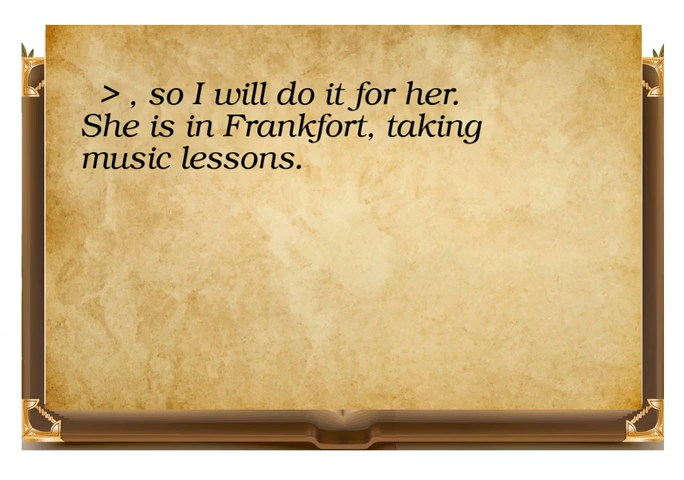 > , so I will do it for her.
She is in Frankfort, taking
music lessons.